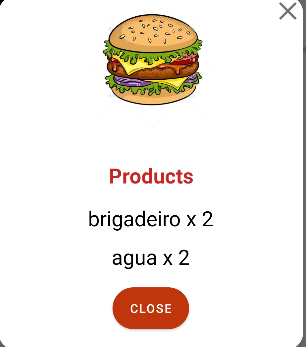 Products
brigadeiro x 2
agua x 2
CLOSE